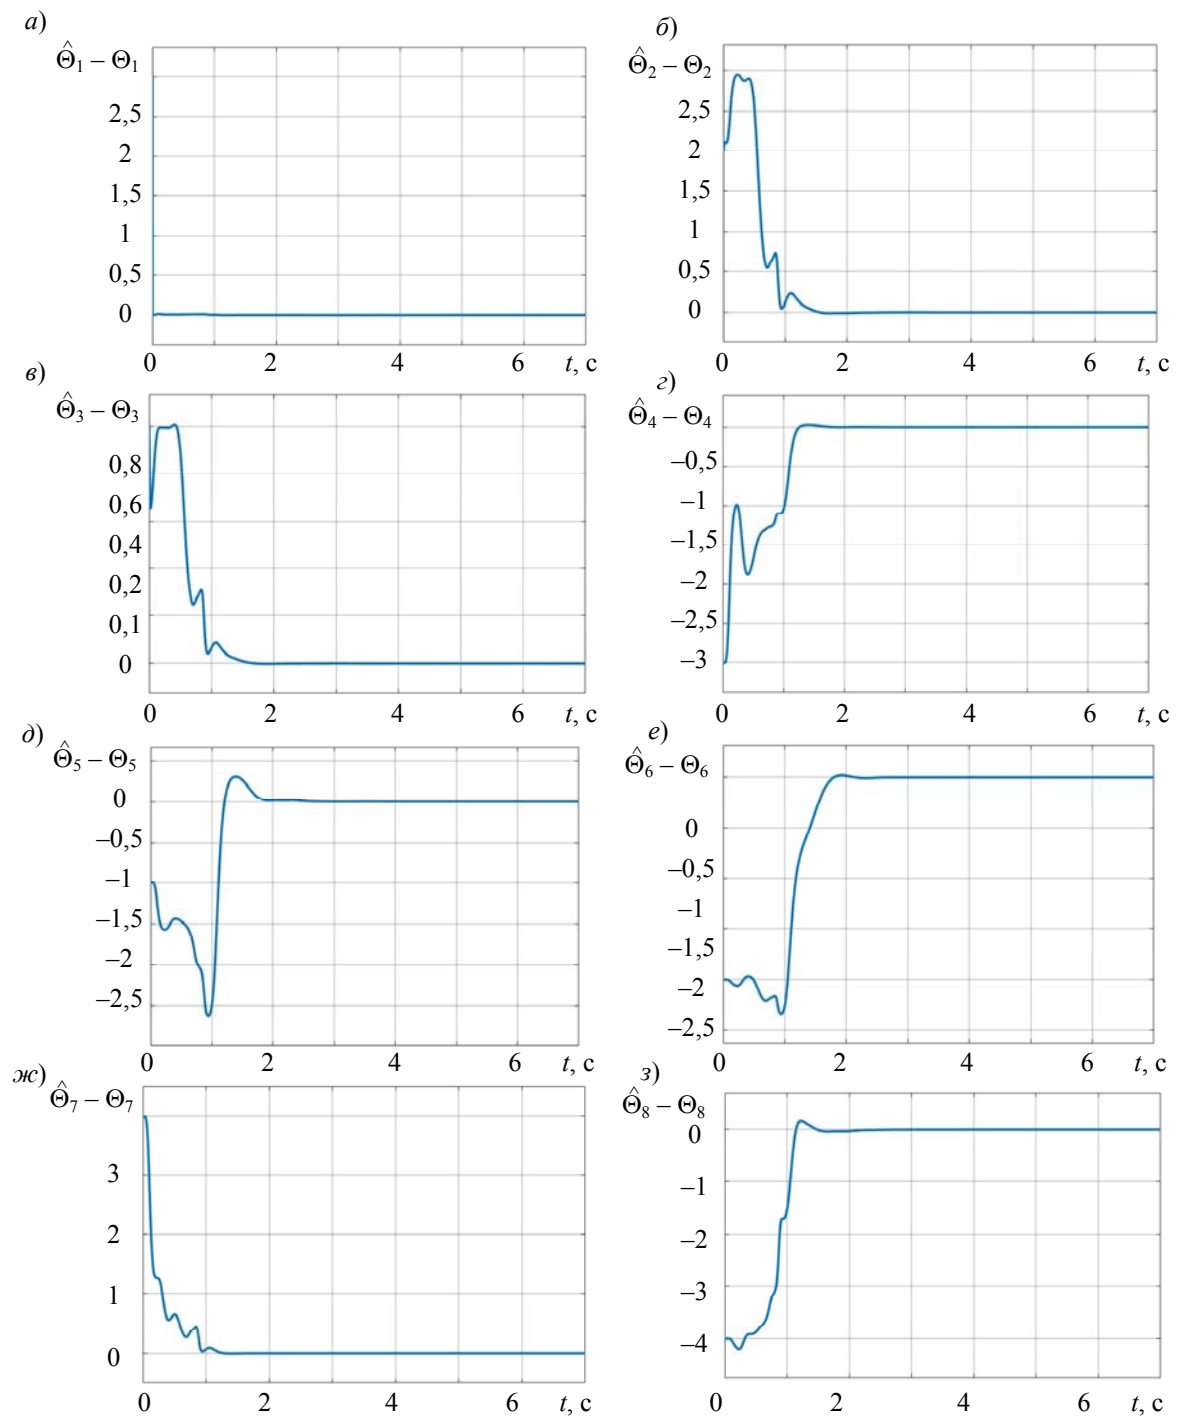 а)
Θ̂₁ – Θ₁
2,5
2
1,5
1
0,5
0
0 2 4 6 t, с
б)
Θ̂₂ – Θ₂
2,5
2
1,5
1
0,5
0
0 2 4 6 t, с
в)
Θ̂₃ – Θ₃
0,8
0,6
0,4
0,2
0,1
0
0 2 4 6 t, с
г)
Θ̂₄ – Θ₄
–0,5
–1
–1,5
–2
–2,5
–3
0 2 4 6 t, с
д)
Θ̂₅ – Θ₅
0
–0,5
–1
–1,5
–2
–2,5
0 2 4 6 t, с
е)
Θ̂₆ – Θ₆
0
–0,5
–1
–1,5
–2
–2,5
0 2 4 6 t, с
ж)
Θ̂₇ – Θ₇
3
2
1
0
0 2 4 6 t, с
з)
Θ̂₈ – Θ₈
0
–1
–2
–3
–4
0 2 4 6 t, с